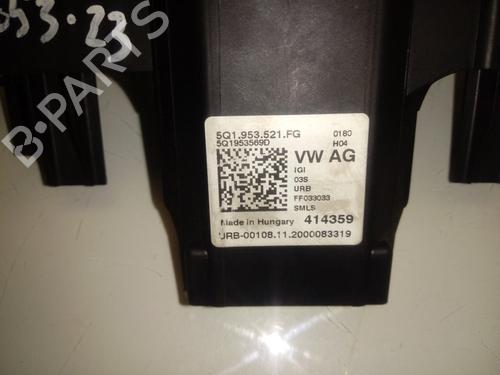 053.23
B-PARTS
5Q1.953.521.FG 0180
5Q1953569D H04
VW AG
IGI
03S
URB
FF033033
SMLS
Made in Hungary 414359
URB-00108.11.2000083319